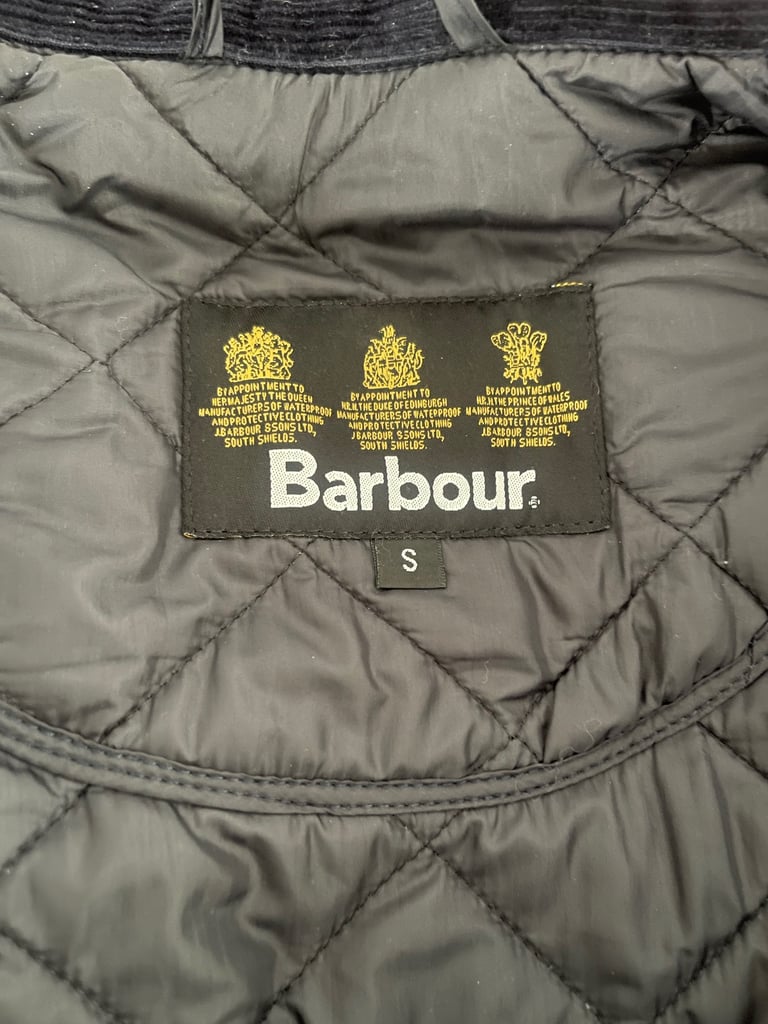 BY APPOINTMENT TO
HER MAJESTY THE QUEEN
MANUFACTURERS OF WATERPROOF
AND PROTECTIVE CLOTHING
J.BARBOUR & SONS LTD,
SOUTH SHIELDS.
BY APPOINTMENT TO
H.R.H. THE DUKE OF EDINBURGH
MANUFACTURERS OF WATERPROOF
AND PROTECTIVE CLOTHING
J.BARBOUR & SONS LTD,
SOUTH SHIELDS.
BY APPOINTMENT TO
H.R.H. THE PRINCE OF WALES
MANUFACTURERS OF WATERPROOF
AND PROTECTIVE CLOTHING
J.BARBOUR & SONS LTD,
SOUTH SHIELDS.
Barbour
S